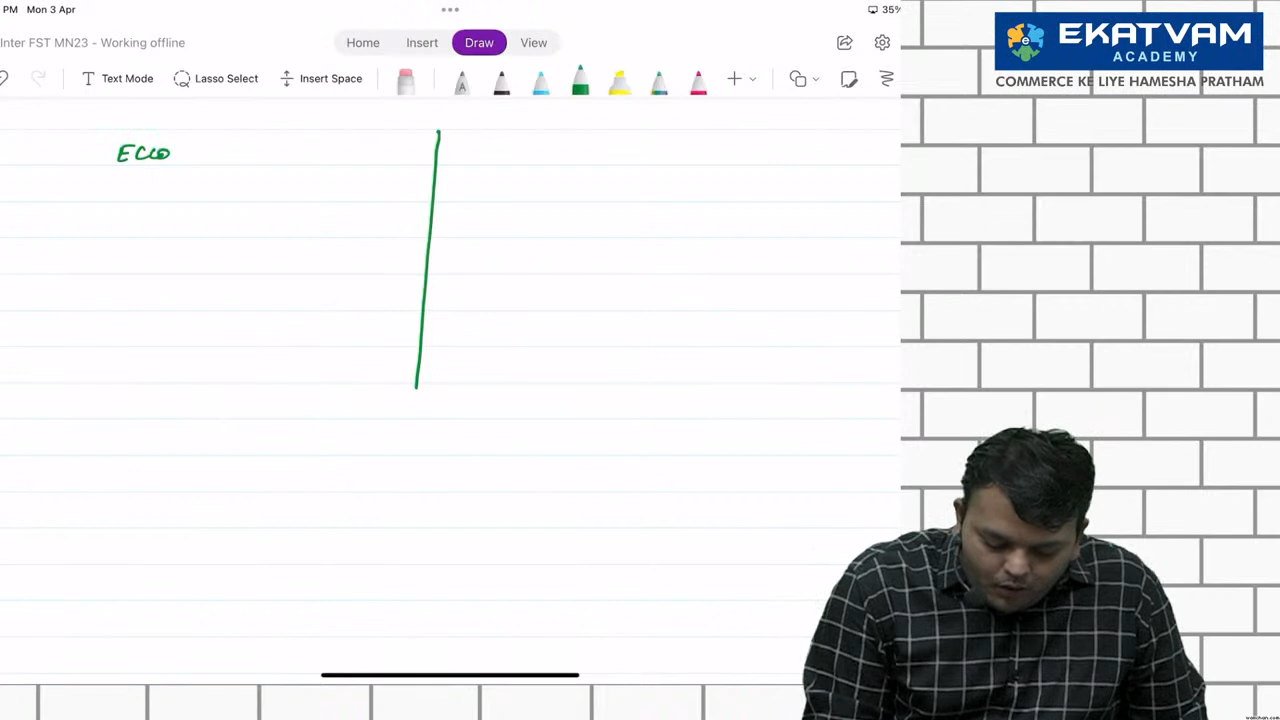 PM Mon 3 Apr
35%
Inter FST MN23 - Working offline
Home Insert Draw View
Text Mode Lasso Select Insert Space
EKATVAM
ACADEMY
COMMERCE KE LIYE HAMESHA PRATHAM